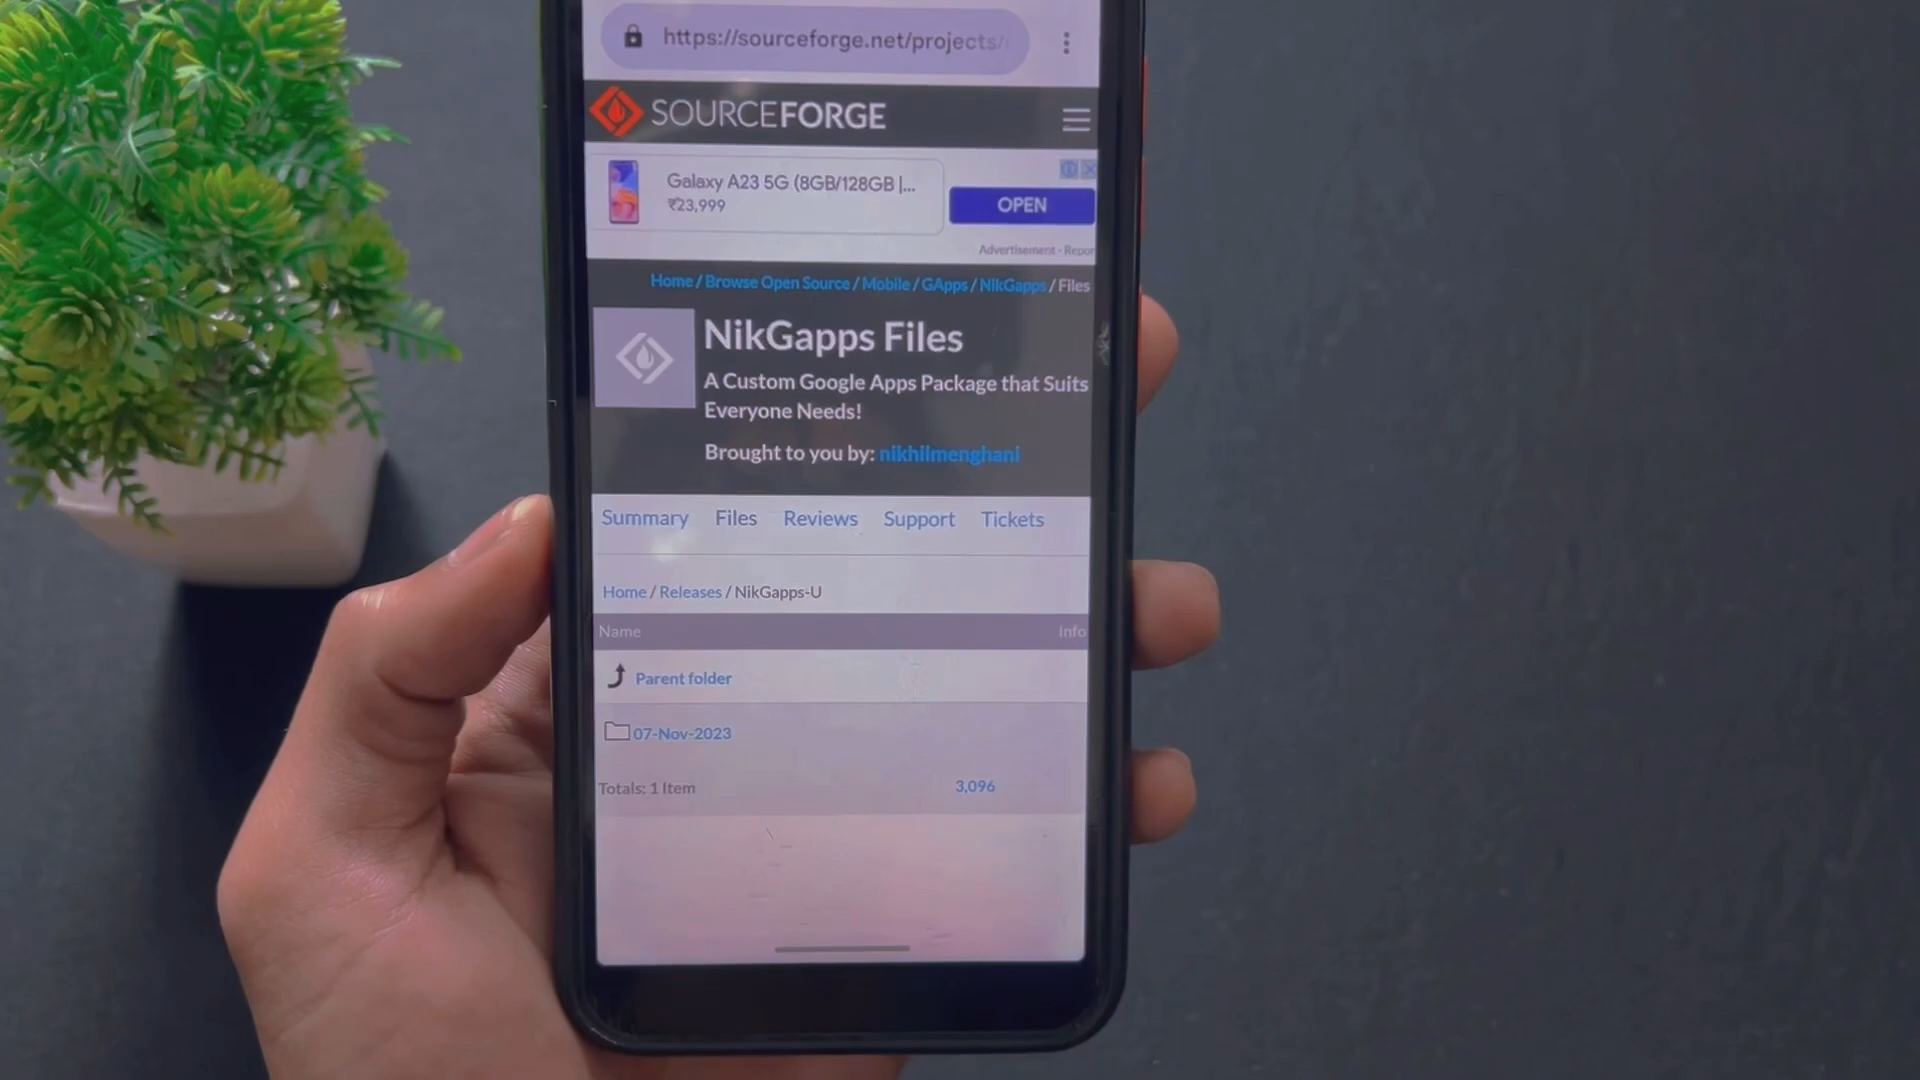 https://sourceforge.net/projects/
SOURCEFORGE
Galaxy A23 5G (8GB/128GB |...
₹23,999
OPEN
Advertisement - Repor
Home / Browse Open Source / Mobile / GApps / NikGapps / Files
NikGapps Files
A Custom Google Apps Package that Suits
Everyone Needs!
Brought to you by: nikhilmenghani
Summary Files Reviews Support Tickets
Home / Releases / NikGapps-U
Name Info
Parent folder
07-Nov-2023
Totals: 1 Item 3,096